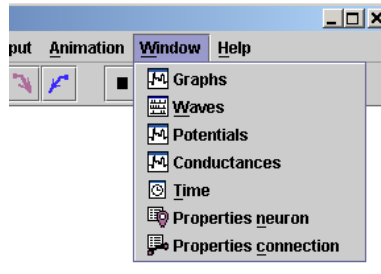 put Animation Window Help
Graphs
Waves
Potentials
Conductances
Time
Properties neuron
Properties connection